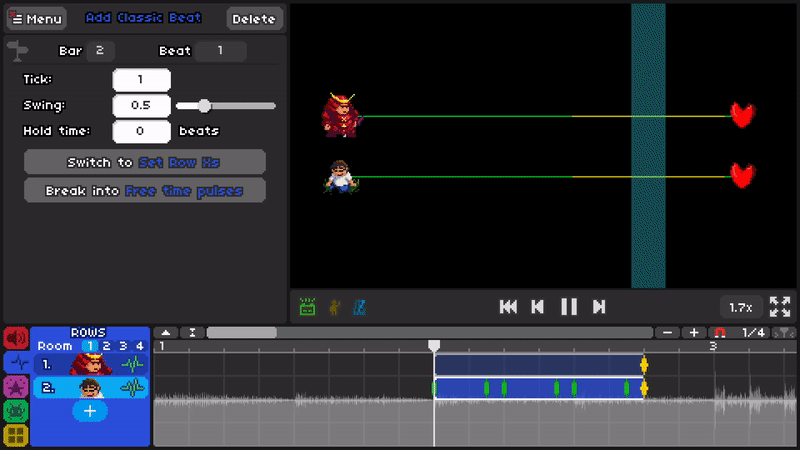 Menu
Add Classic Beat
Delete
Bar 2 Beat 1
Tick: 1
Swing: 0.5
Hold time: 0 beats
Switch to Set Row Xs
Break into Free time pulses
1.7x
ROWS
Room 1 2 3 4
1.
2.
+
1 3
- + 1/4